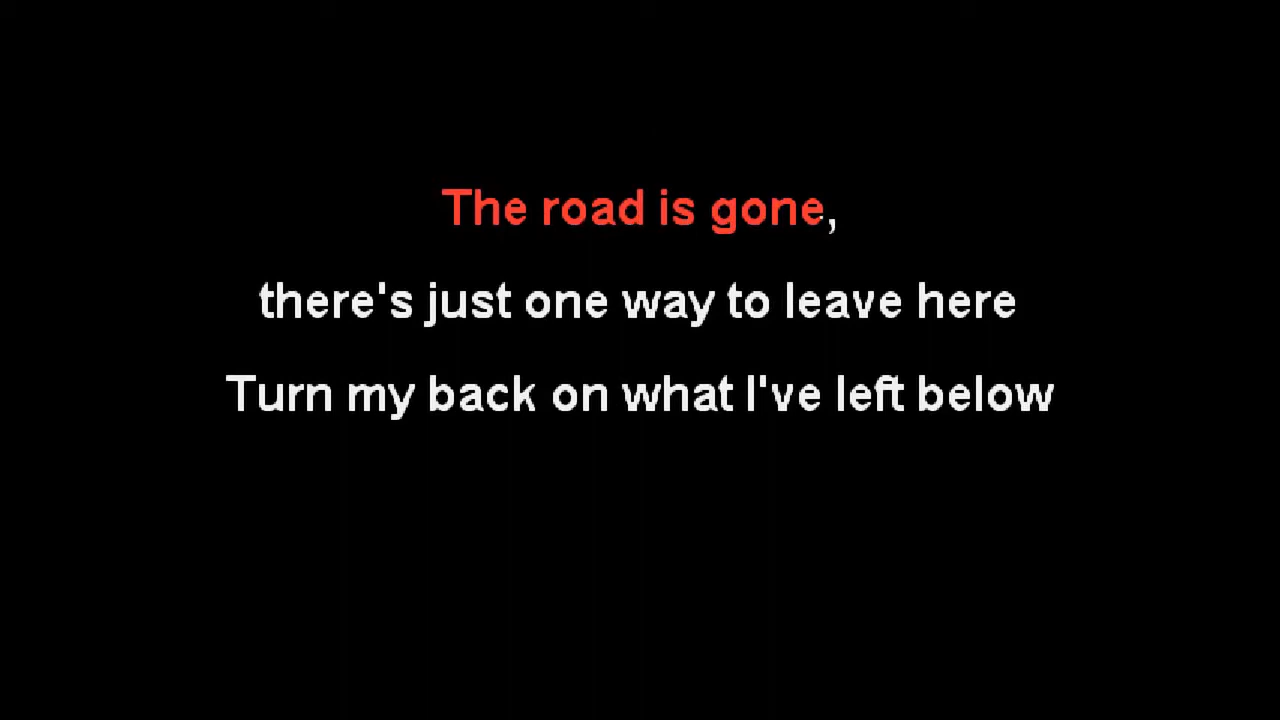 The road is gone,
there's just one way to leave here
Turn my back on what I've left below